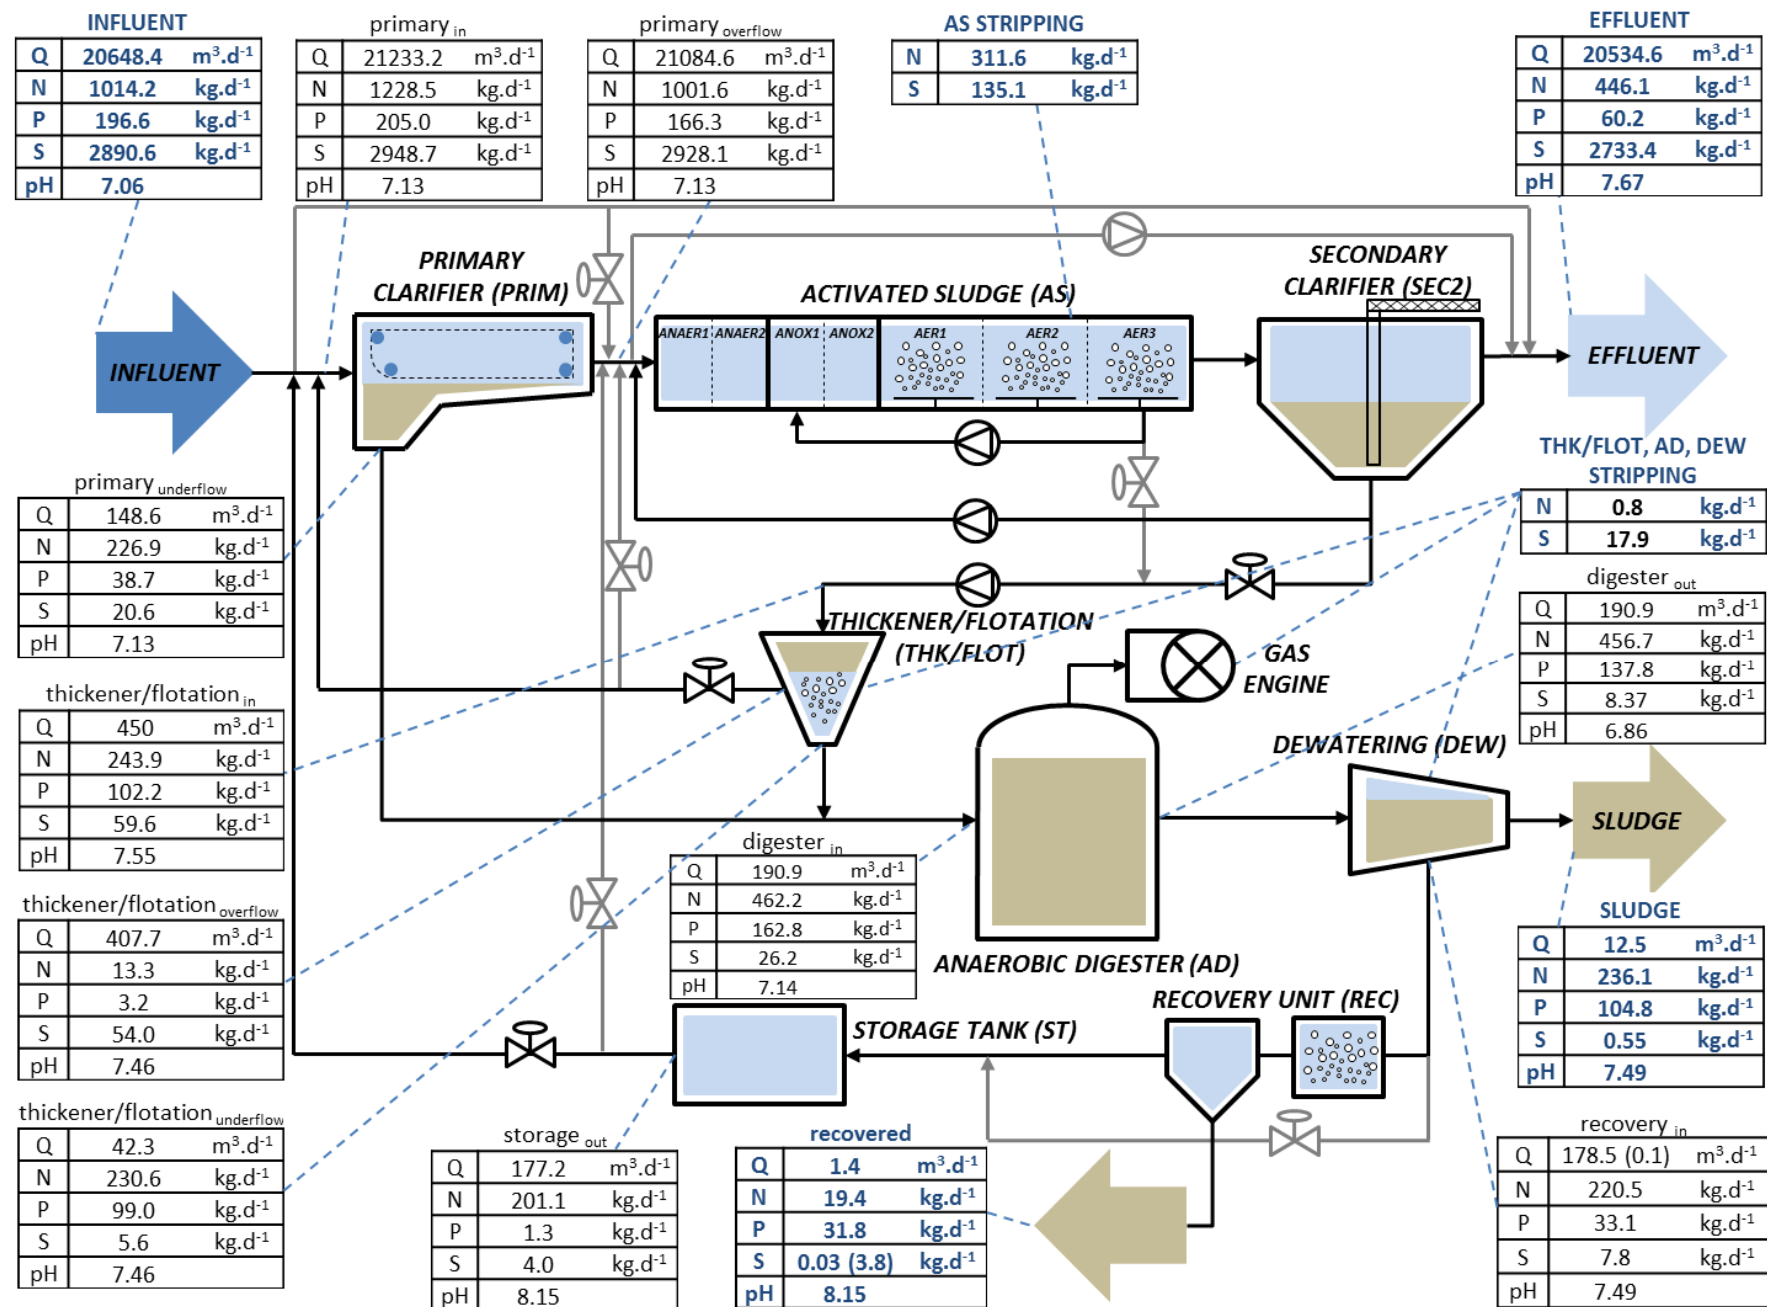 INFLUENT
Q 20648.4 m³.d⁻¹
N 1014.2 kg.d⁻¹
P 196.6 kg.d⁻¹
S 2890.6 kg.d⁻¹
pH 7.06
primary in
Q 21233.2 m³.d⁻¹
N 1228.5 kg.d⁻¹
P 205.0 kg.d⁻¹
S 2948.7 kg.d⁻¹
pH 7.13
primary overflow
Q 21084.6 m³.d⁻¹
N 1001.6 kg.d⁻¹
P 166.3 kg.d⁻¹
S 2928.1 kg.d⁻¹
pH 7.13
AS STRIPPING
N 311.6 kg.d⁻¹
S 135.1 kg.d⁻¹
EFFLUENT
Q 20534.6 m³.d⁻¹
N 446.1 kg.d⁻¹
P 60.2 kg.d⁻¹
S 2733.4 kg.d⁻¹
pH 7.67
PRIMARY
CLARIFIER (PRIM)
ACTIVATED SLUDGE (AS)
SECONDARY
CLARIFIER (SEC2)
ANAER1 ANAER2 ANOX1 ANOX2 AER1 AER2 AER3
INFLUENT
EFFLUENT
primary underflow
Q 148.6 m³.d⁻¹
N 226.9 kg.d⁻¹
P 38.7 kg.d⁻¹
S 20.6 kg.d⁻¹
pH 7.13
THK/FLOT, AD, DEW
STRIPPING
N 0.8 kg.d⁻¹
S 17.9 kg.d⁻¹
digester out
Q 190.9 m³.d⁻¹
N 456.7 kg.d⁻¹
P 137.8 kg.d⁻¹
S 8.37 kg.d⁻¹
pH 6.86
THICKENER/FLOTATION
(THK/FLOT)
GAS
ENGINE
thickener/flotation in
Q 450 m³.d⁻¹
N 243.9 kg.d⁻¹
P 102.2 kg.d⁻¹
S 59.6 kg.d⁻¹
pH 7.55
DEWATERING (DEW)
SLUDGE
digester in
Q 190.9 m³.d⁻¹
N 462.2 kg.d⁻¹
P 162.8 kg.d⁻¹
S 26.2 kg.d⁻¹
pH 7.14
ANAEROBIC DIGESTER (AD)
thickener/flotation overflow
Q 407.7 m³.d⁻¹
N 13.3 kg.d⁻¹
P 3.2 kg.d⁻¹
S 54.0 kg.d⁻¹
pH 7.46
SLUDGE
Q 12.5 m³.d⁻¹
N 236.1 kg.d⁻¹
P 104.8 kg.d⁻¹
S 0.55 kg.d⁻¹
pH 7.49
RECOVERY UNIT (REC)
STORAGE TANK (ST)
thickener/flotation underflow
Q 42.3 m³.d⁻¹
N 230.6 kg.d⁻¹
P 99.0 kg.d⁻¹
S 5.6 kg.d⁻¹
pH 7.46
storage out
Q 177.2 m³.d⁻¹
N 201.1 kg.d⁻¹
P 1.3 kg.d⁻¹
S 4.0 kg.d⁻¹
pH 8.15
recovered
Q 1.4 m³.d⁻¹
N 19.4 kg.d⁻¹
P 31.8 kg.d⁻¹
S 0.03 (3.8) kg.d⁻¹
pH 8.15
recovery in
Q 178.5 (0.1) m³.d⁻¹
N 220.5 kg.d⁻¹
P 33.1 kg.d⁻¹
S 7.8 kg.d⁻¹
pH 7.49